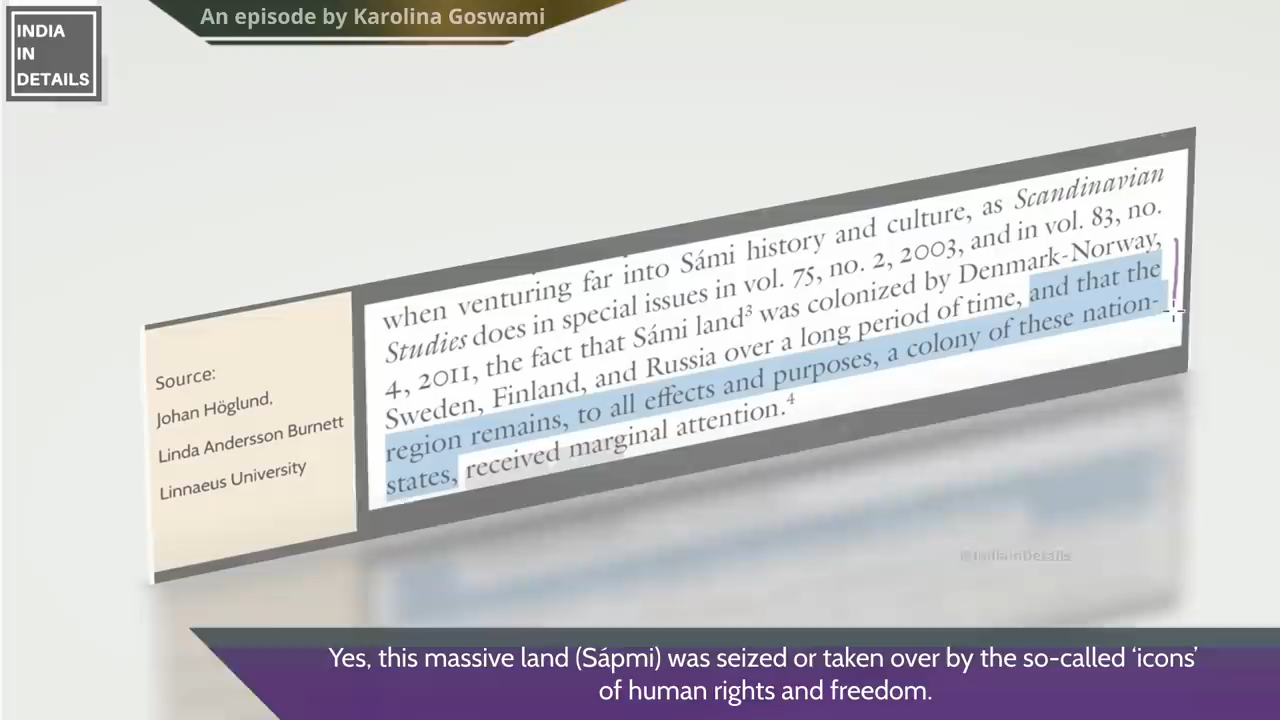 An episode by Karolina Goswami
INDIA
IN
DETAILS
when venturing far into Sámi history and culture, as Scandinavian
Studies does in special issues in vol. 75, no. 2, 2003, and in vol. 83, no.
4, 2011, the fact that Sámi land³ was colonized by Denmark-Norway,
Sweden, Finland, and Russia over a long period of time, and that the
region remains, to all effects and purposes, a colony of these nation-
states, received marginal attention.⁴
Source:
Johan Höglund,
Linda Andersson Burnett
Linnaeus University
@IndiainDetails
Yes, this massive land (Sápmi) was seized or taken over by the so-called ‘icons’
of human rights and freedom.